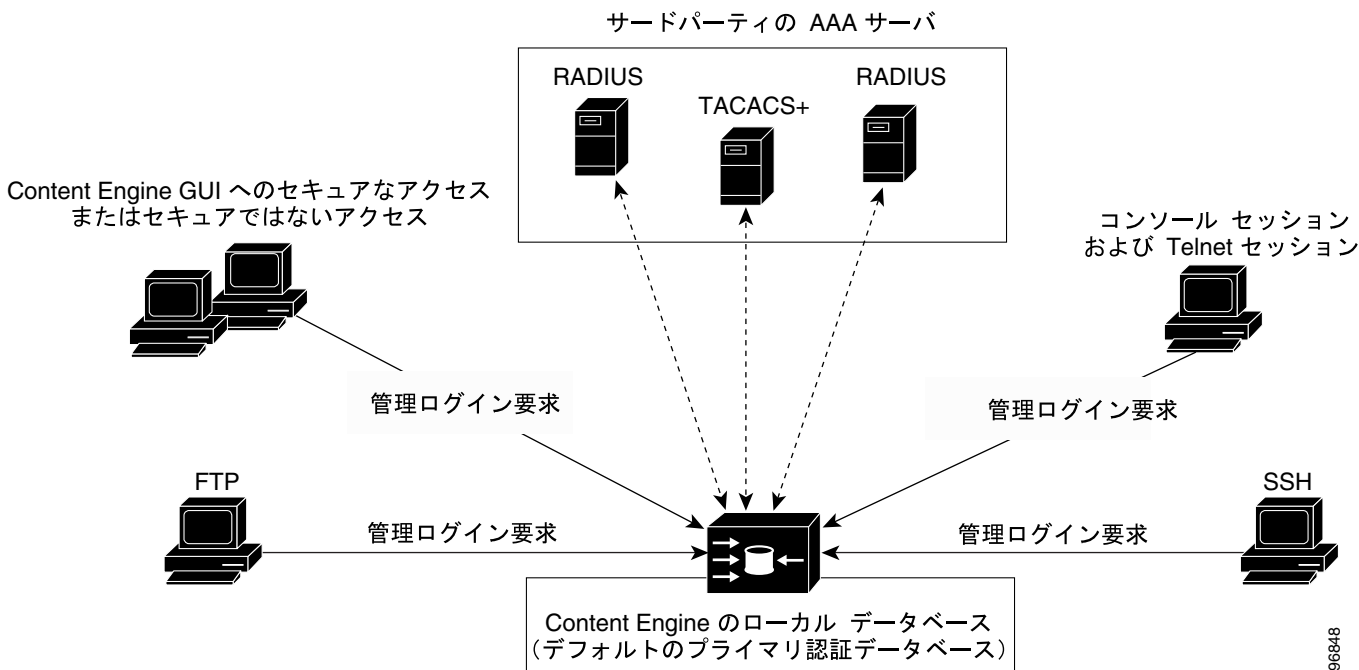 サードパーティの AAA サーバ
RADIUS
TACACS+
RADIUS
Content Engine GUI へのセキュアなアクセス
またはセキュアではないアクセス
コンソール セッション
および Telnet セッション
管理ログイン要求
管理ログイン要求
FTP
管理ログイン要求
管理ログイン要求
SSH
Content Engine のローカル データベース
(デフォルトのプライマリ認証データベース)
96848